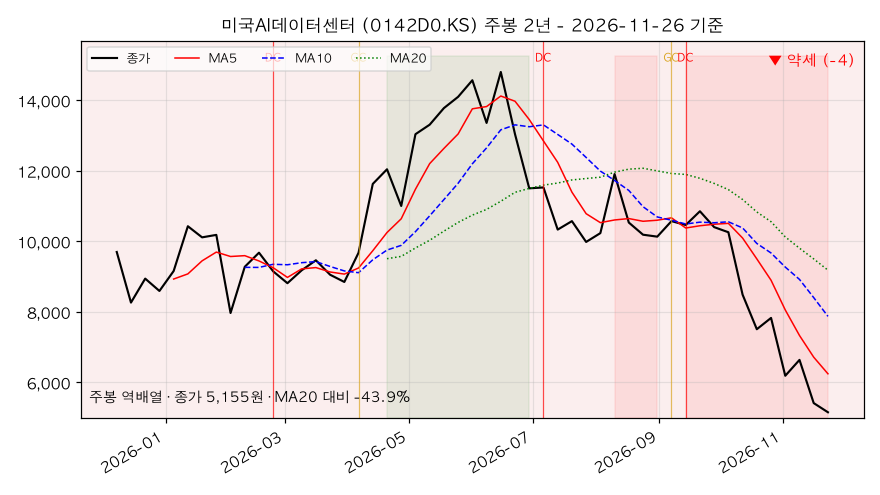 미국AI데이터센터 (0142D0.KS) 주봉 2년 - 2026-11-26 기준
종가 MA5 MA10 MA20
DC GC DC GC DC
▼ 약세 (-4)
14,000
12,000
10,000
8,000
6,000
주봉 역배열 · 종가 5,155원 · MA20 대비 -43.9%
2026-01 2026-03 2026-05 2026-07 2026-09 2026-11